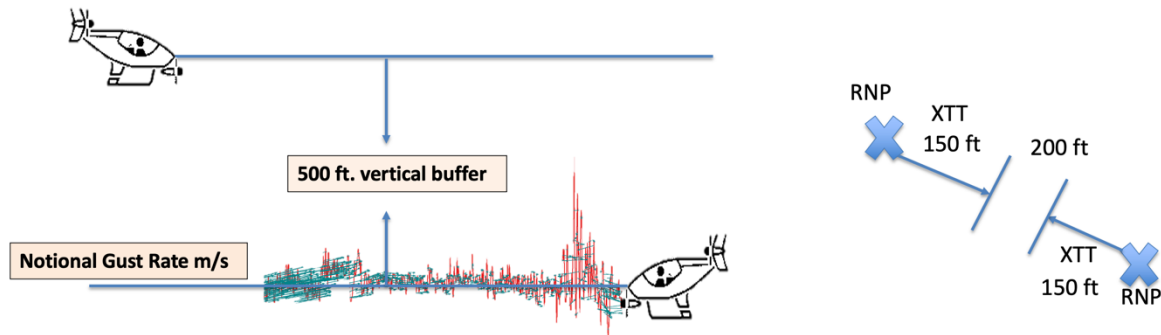 500 ft. vertical buffer
Notional Gust Rate m/s
RNP
XTT
150 ft
200 ft
XTT
150 ft
RNP